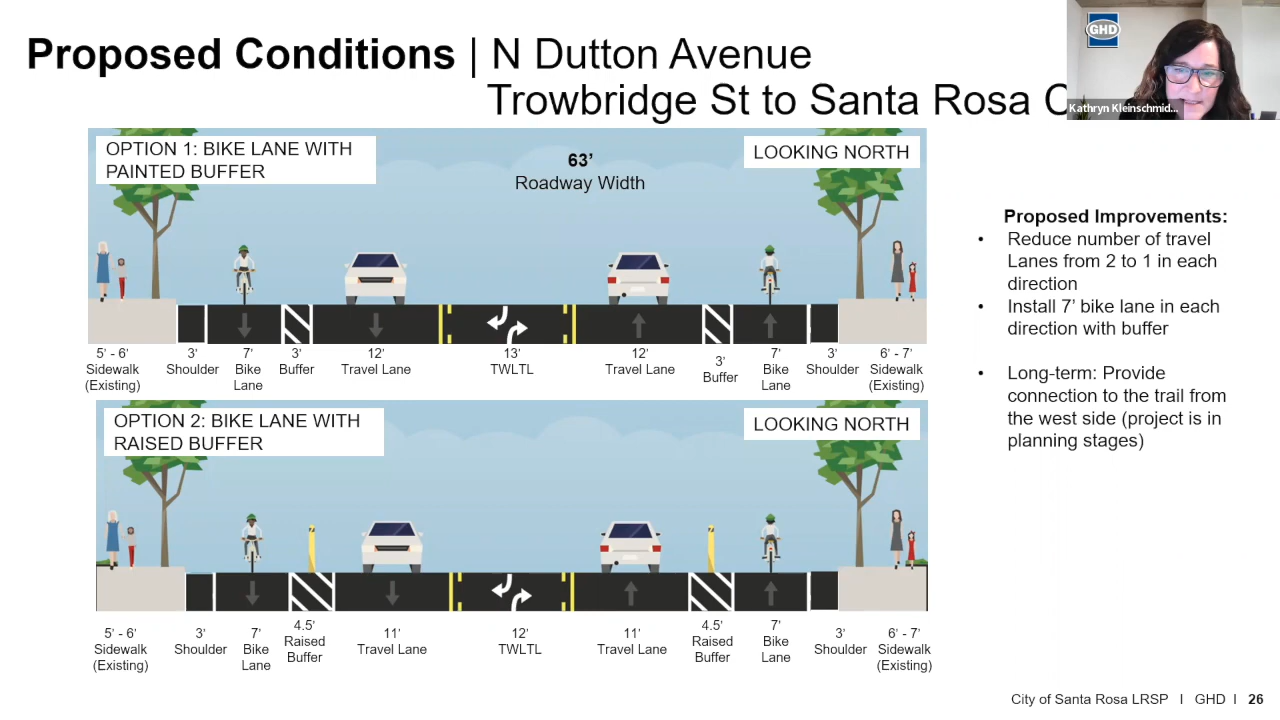 Proposed Conditions | N Dutton Avenue
Trowbridge St to Santa Rosa C
GHD
Kathryn Kleinschmid...
OPTION 1: BIKE LANE WITH
PAINTED BUFFER
63'
Roadway Width
LOOKING NORTH
5' - 6'
Sidewalk
(Existing)
3'
Shoulder
7'
Bike
Lane
3'
Buffer
12'
Travel Lane
13'
TWLTL
12'
Travel Lane
3'
Buffer
7'
Bike
Lane
3'
Shoulder
6' - 7'
Sidewalk
(Existing)
OPTION 2: BIKE LANE WITH
RAISED BUFFER
LOOKING NORTH
5' - 6'
Sidewalk
(Existing)
3'
Shoulder
7'
Bike
Lane
4.5'
Raised
Buffer
11'
Travel Lane
12'
TWLTL
11'
Travel Lane
4.5'
Raised
Buffer
7'
Bike
Lane
3'
Shoulder
6' - 7'
Sidewalk
(Existing)
Proposed Improvements:
• Reduce number of travel
Lanes from 2 to 1 in each
direction
• Install 7' bike lane in each
direction with buffer
• Long-term: Provide
connection to the trail from
the west side (project is in
planning stages)
City of Santa Rosa LRSP | GHD | 26